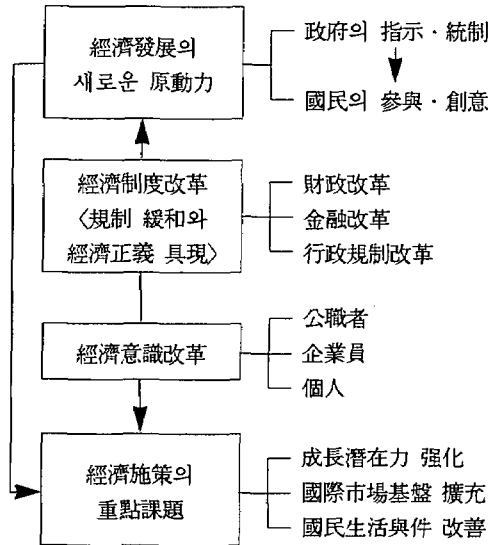 經濟發展의
새로운 原動力
政府의 指示·統制
國民의 參與·創意
經濟制度改革
〈規制 緩和와
經濟正義 具現〉
財政改革
金融改革
行政規制改革
經濟意識改革
公職者
企業員
個人
經濟施策의
重點課題
成長潛在力 强化
國際市場基盤 擴充
國民生活與件 改善